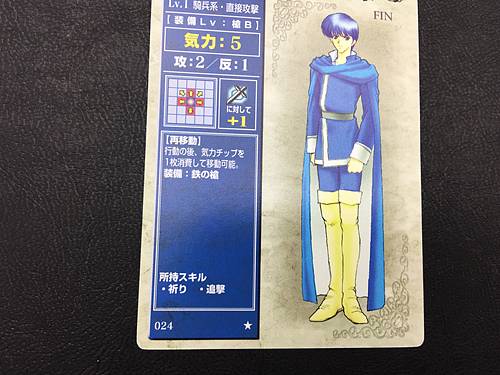 Lv.1 騎兵系・直接攻撃
[装備Lv:槍B]
気力:5
攻:2/反:1
に対して
+1
【再移動】
行動の後、気力チップを
1枚消費して移動可能。
装備:鉄の槍
所持スキル
・祈り ・追撃
024 ★
FIN